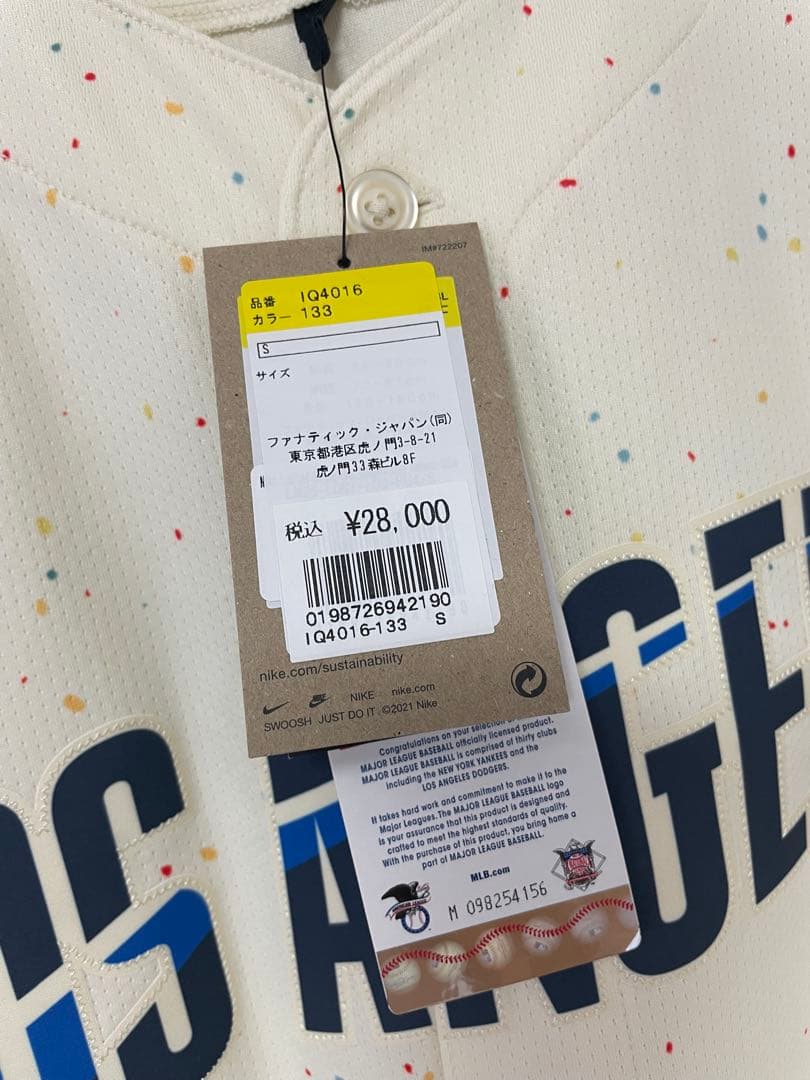 IM#722207
品番 IQ4016
カラー 133
S
サイズ
ファナティック・ジャパン(同)
東京都港区虎ノ門3-8-21
虎ノ門33森ビル8F
税込 ¥28,000
0198726942190
IQ4016-133 S
nike.com/sustainability
NIKE nike.com
SWOOSH JUST DO IT ©2021 Nike
Congratulations on your selection of
MAJOR LEAGUE BASEBALL officially licensed product.
MAJOR LEAGUE BASEBALL is comprised of thirty clubs
including the NEW YORK YANKEES and the
LOS ANGELES DODGERS.
It takes hard work and commitment to make it to the
Major Leagues. The MAJOR LEAGUE BASEBALL logo
is your assurance that this product is designed and
crafted to meet the highest standards of quality.
With the purchase of this product, you bring home a
part of MAJOR LEAGUE BASEBALL.
MLB.com
M 098254156
OS ANGE